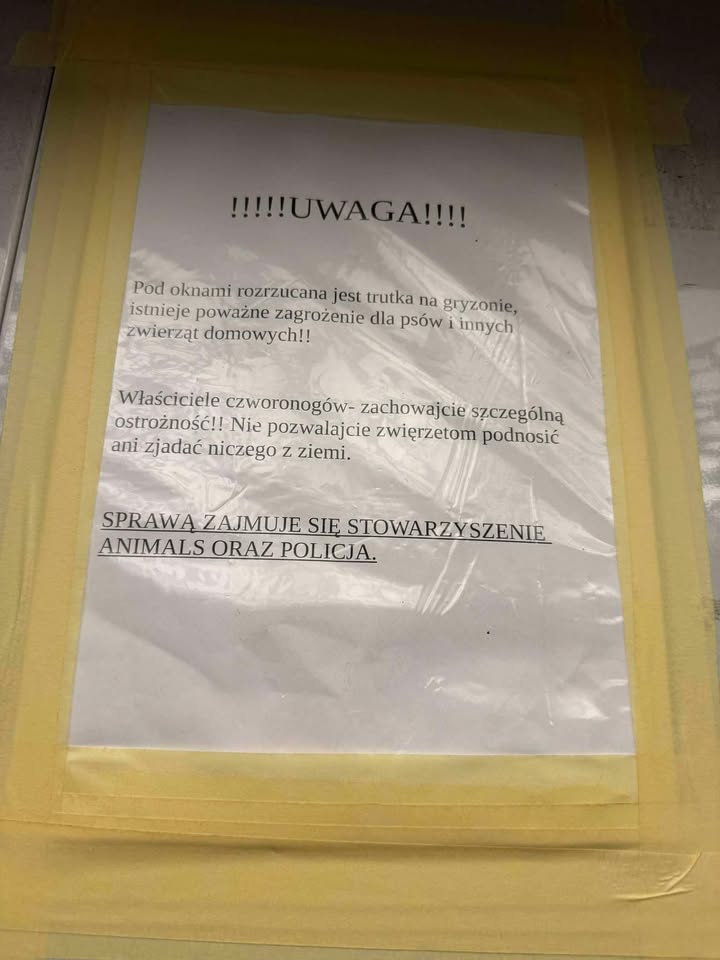 !!!!!UWAGA!!!!
Pod oknami rozrzucana jest trutka na gryzonie,
istnieje poważne zagrożenie dla psów i innych
zwierząt domowych!!
Właściciele czworonogów- zachowajcie szczególną
ostrożność!! Nie pozwalajcie zwięrzetom podnosić
ani zjadać niczego z ziemi.
SPRAWĄ ZAJMUJE SIĘ STOWARZYSZENIE
ANIMALS ORAZ POLICJA.